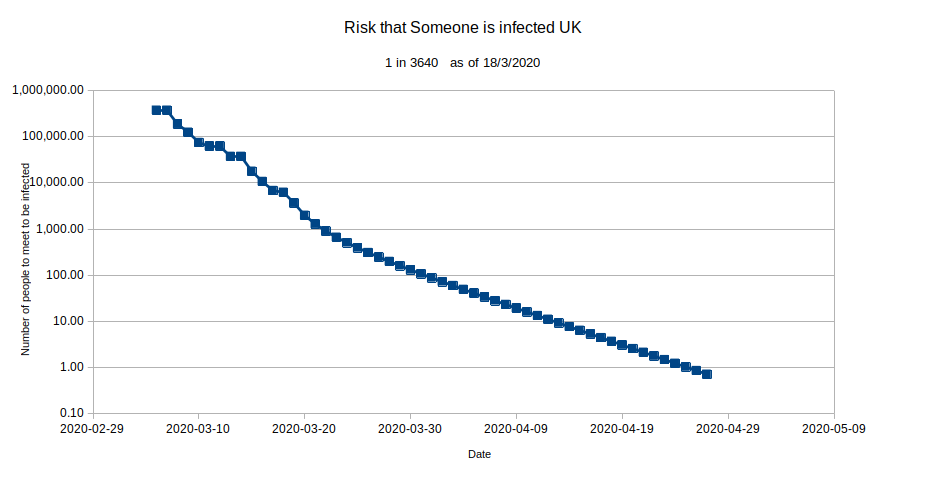 Risk that Someone is infected UK
1 in 3640 as of 18/3/2020
Number of people to meet to be infected
1,000,000.00
100,000.00
10,000.00
1,000.00
100.00
10.00
1.00
0.10
2020-02-29 2020-03-10 2020-03-20 2020-03-30 2020-04-09 2020-04-19 2020-04-29 2020-05-09
Date